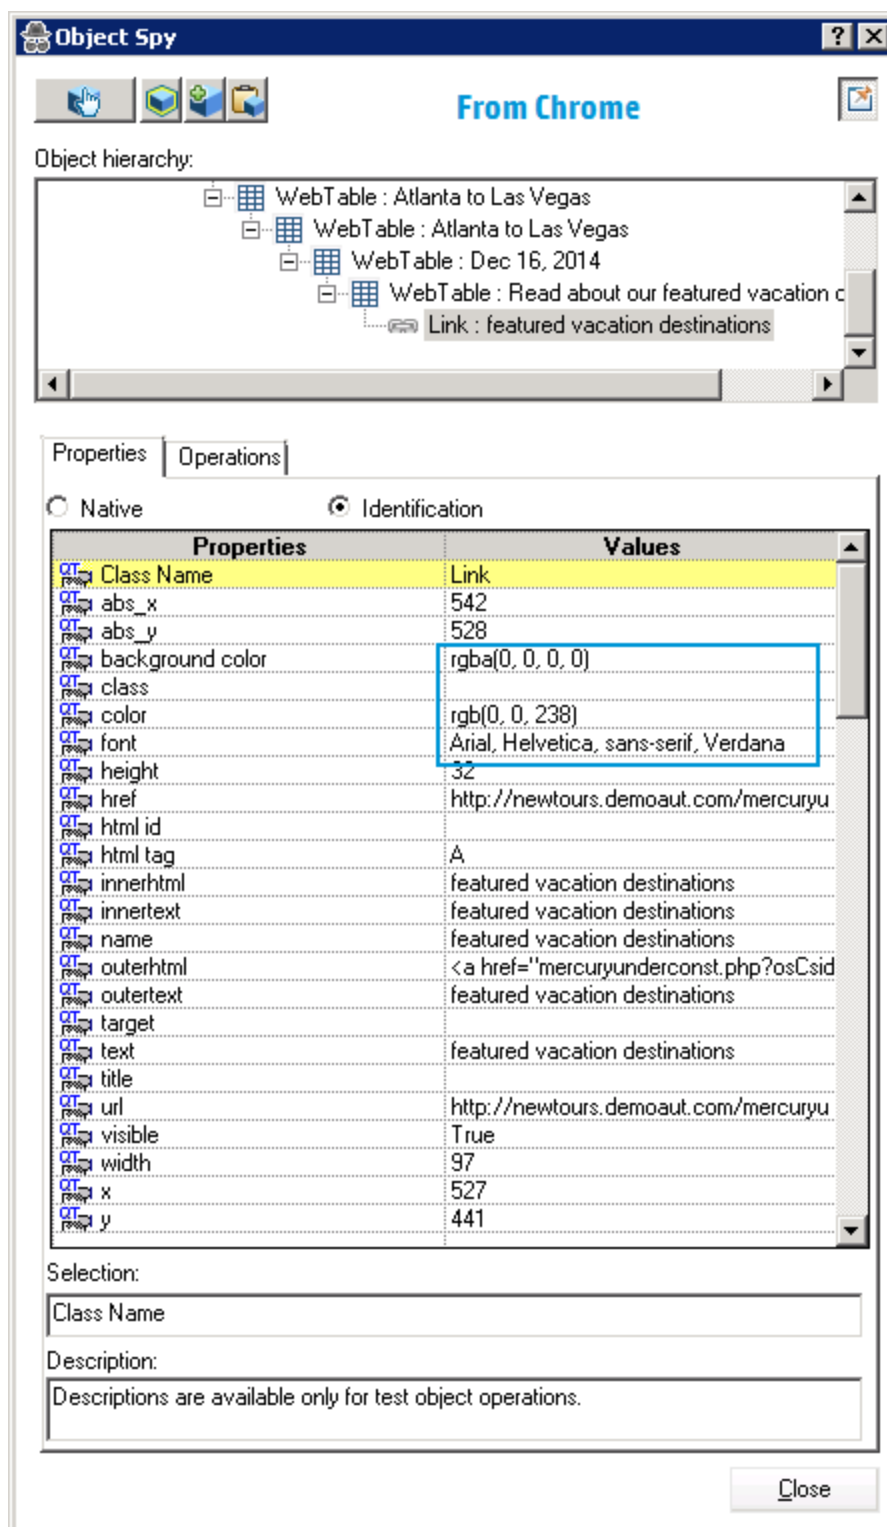 Object Spy
From Chrome
Object hierarchy:
WebTable : Atlanta to Las Vegas
WebTable : Atlanta to Las Vegas
WebTable : Dec 16, 2014
WebTable : Read about our featured vacation
Link : featured vacation destinations
Properties Operations
Native Identification
Properties Values
Class Name Link
abs_x 542
abs_y 528
background color rgba(0, 0, 0, 0)
class
color rgb(0, 0, 238)
font Arial, Helvetica, sans-serif, Verdana
height 32
href http://newtours.demoaut.com/mercuryu
html id
html tag A
innerhtml featured vacation destinations
innertext featured vacation destinations
name featured vacation destinations
outerhtml <a href="mercuryunderconst.php?osCsid
outertext featured vacation destinations
target
text featured vacation destinations
title
url http://newtours.demoaut.com/mercuryu
visible True
width 97
x 527
y 441
Selection:
Class Name
Description:
Descriptions are available only for test object operations.
Close